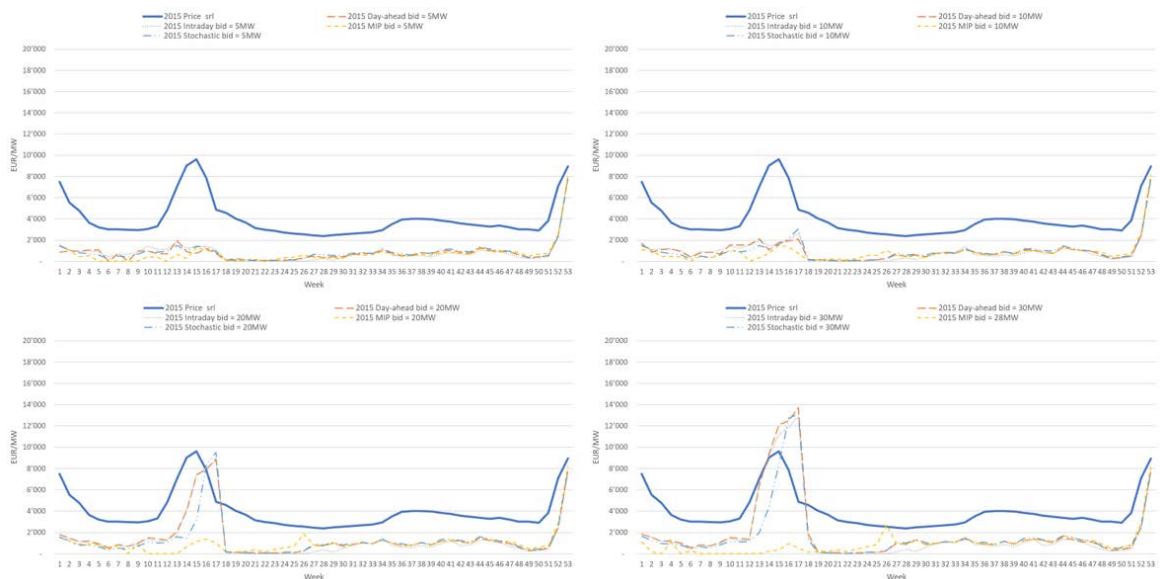 2015 Price srl
2015 Day-ahead bid = 5MW
2015 Intraday bid = 5MW
2015 MIP bid = 5MW
2015 Stochastic bid = 5MW
20'000
18'000
16'000
14'000
12'000
10'000
8'000
6'000
4'000
2'000
-
EUR/MW
1 2 3 4 5 6 7 8 9 10 11 12 13 14 15 16 17 18 19 20 21 22 23 24 25 26 27 28 29 30 31 32 33 34 35 36 37 38 39 40 41 42 43 44 45 46 47 48 49 50 51 52 53
Week
2015 Price srl
2015 Day-ahead bid = 10MW
2015 Intraday bid = 10MW
2015 MIP bid = 10MW
2015 Stochastic bid = 10MW
20'000
18'000
16'000
14'000
12'000
10'000
8'000
6'000
4'000
2'000
-
EUR/MW
1 2 3 4 5 6 7 8 9 10 11 12 13 14 15 16 17 18 19 20 21 22 23 24 25 26 27 28 29 30 31 32 33 34 35 36 37 38 39 40 41 42 43 44 45 46 47 48 49 50 51 52 53
Week
2015 Price srl
2015 Day-ahead bid = 20MW
2015 Intraday bid = 20MW
2015 MIP bid = 20MW
2015 Stochastic bid = 20MW
20'000
18'000
16'000
14'000
12'000
10'000
8'000
6'000
4'000
2'000
-
EUR/MW
1 2 3 4 5 6 7 8 9 10 11 12 13 14 15 16 17 18 19 20 21 22 23 24 25 26 27 28 29 30 31 32 33 34 35 36 37 38 39 40 41 42 43 44 45 46 47 48 49 50 51 52 53
Week
2015 Price srl
2015 Day-ahead bid = 30MW
2015 Intraday bid = 30MW
2015 MIP bid = 28MW
2015 Stochastic bid = 30MW
20'000
18'000
16'000
14'000
12'000
10'000
8'000
6'000
4'000
2'000
-
EUR/MW
1 2 3 4 5 6 7 8 9 10 11 12 13 14 15 16 17 18 19 20 21 22 23 24 25 26 27 28 29 30 31 32 33 34 35 36 37 38 39 40 41 42 43 44 45 46 47 48 49 50 51 52 53
Week